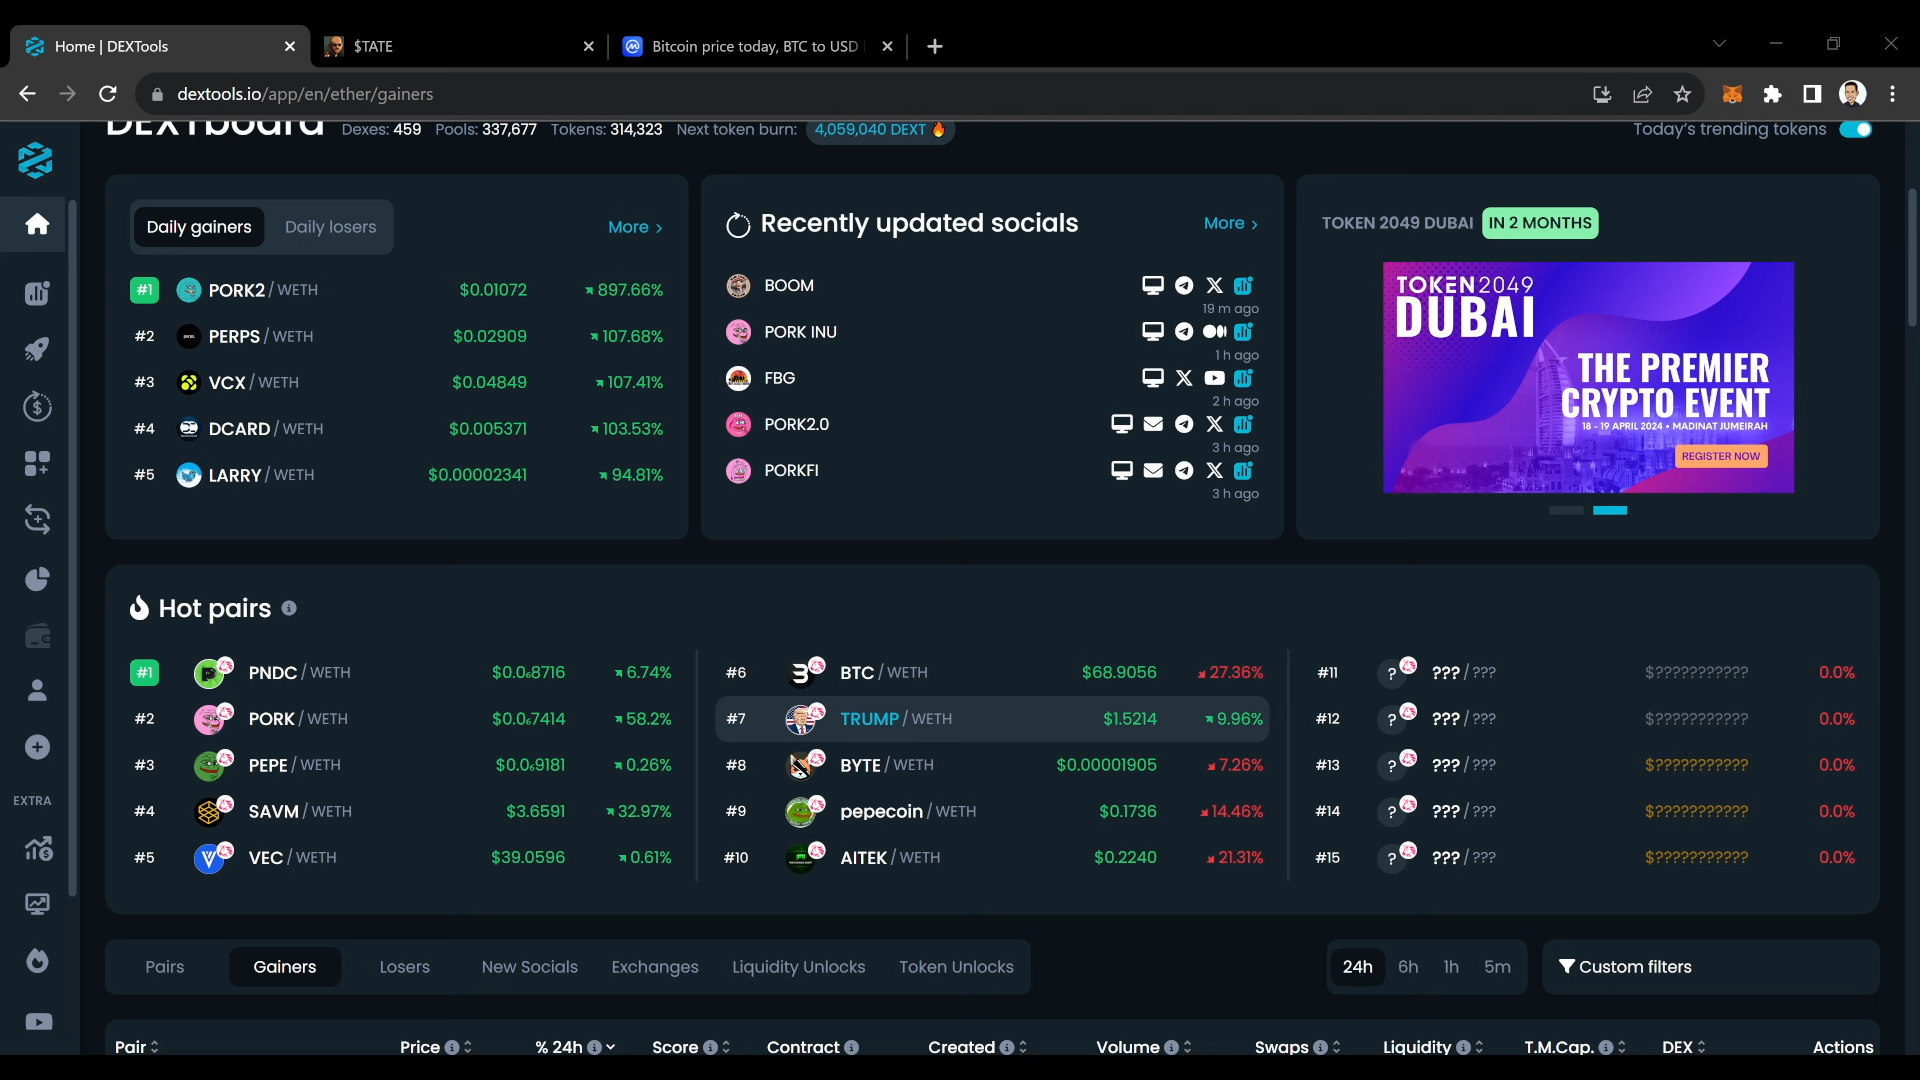 Home | DEXTools
$TATE
Bitcoin price today, BTC to USD
dextools.io/app/en/ether/gainers
DEXTboard Dexes: 459 Pools: 337,677 Tokens: 314,323 Next token burn: 4,059,040 DEXT
Today's trending tokens
Daily gainers Daily losers More >
#1 PORK2 / WETH $0.01072 897.66%
#2 PERPS / WETH $0.02909 107.68%
#3 VCX / WETH $0.04849 107.41%
#4 DCARD / WETH $0.005371 103.53%
#5 LARRY / WETH $0.00002341 94.81%
Recently updated socials More >
BOOM
19 m ago
PORK INU
1 h ago
FBG
2 h ago
PORK2.0
3 h ago
PORKFI
3 h ago
TOKEN 2049 DUBAI IN 2 MONTHS
TOKEN2049
DUBAI
THE PREMIER
CRYPTO EVENT
18 - 19 APRIL 2024 • MADINAT JUMEIRAH
REGISTER NOW
Hot pairs
#1 PNDC / WETH $0.0₆8716 6.74%
#2 PORK / WETH $0.0₆7414 58.2%
#3 PEPE / WETH $0.0₆9181 0.26%
#4 SAVM / WETH $3.6591 32.97%
#5 VEC / WETH $39.0596 0.61%
#6 BTC / WETH $68.9056 27.36%
#7 TRUMP / WETH $1.5214 9.96%
#8 BYTE / WETH $0.00001905 7.26%
#9 pepecoin / WETH $0.1736 14.46%
#10 AITEK / WETH $0.2240 21.31%
#11 ??? / ??? $??????????? 0.0%
#12 ??? / ??? $??????????? 0.0%
#13 ??? / ??? $??????????? 0.0%
#14 ??? / ??? $??????????? 0.0%
#15 ??? / ??? $??????????? 0.0%
EXTRA
Pairs Gainers Losers New Socials Exchanges Liquidity Unlocks Token Unlocks
24h 6h 1h 5m Custom filters
Pair Price % 24h Score Contract Created Volume Swaps Liquidity T.M.Cap. DEX Actions